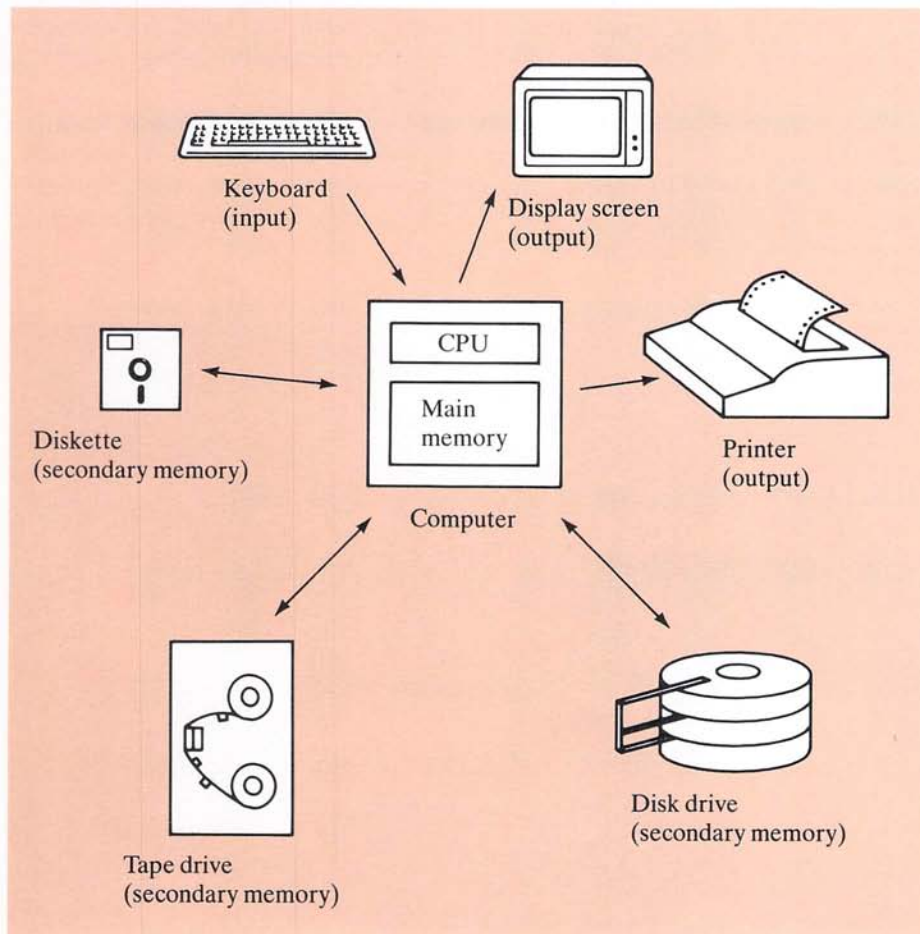 Keyboard
(input)
Display screen
(output)
CPU
Main
memory
Diskette
(secondary memory)
Printer
(output)
Computer
Tape drive
(secondary memory)
Disk drive
(secondary memory)